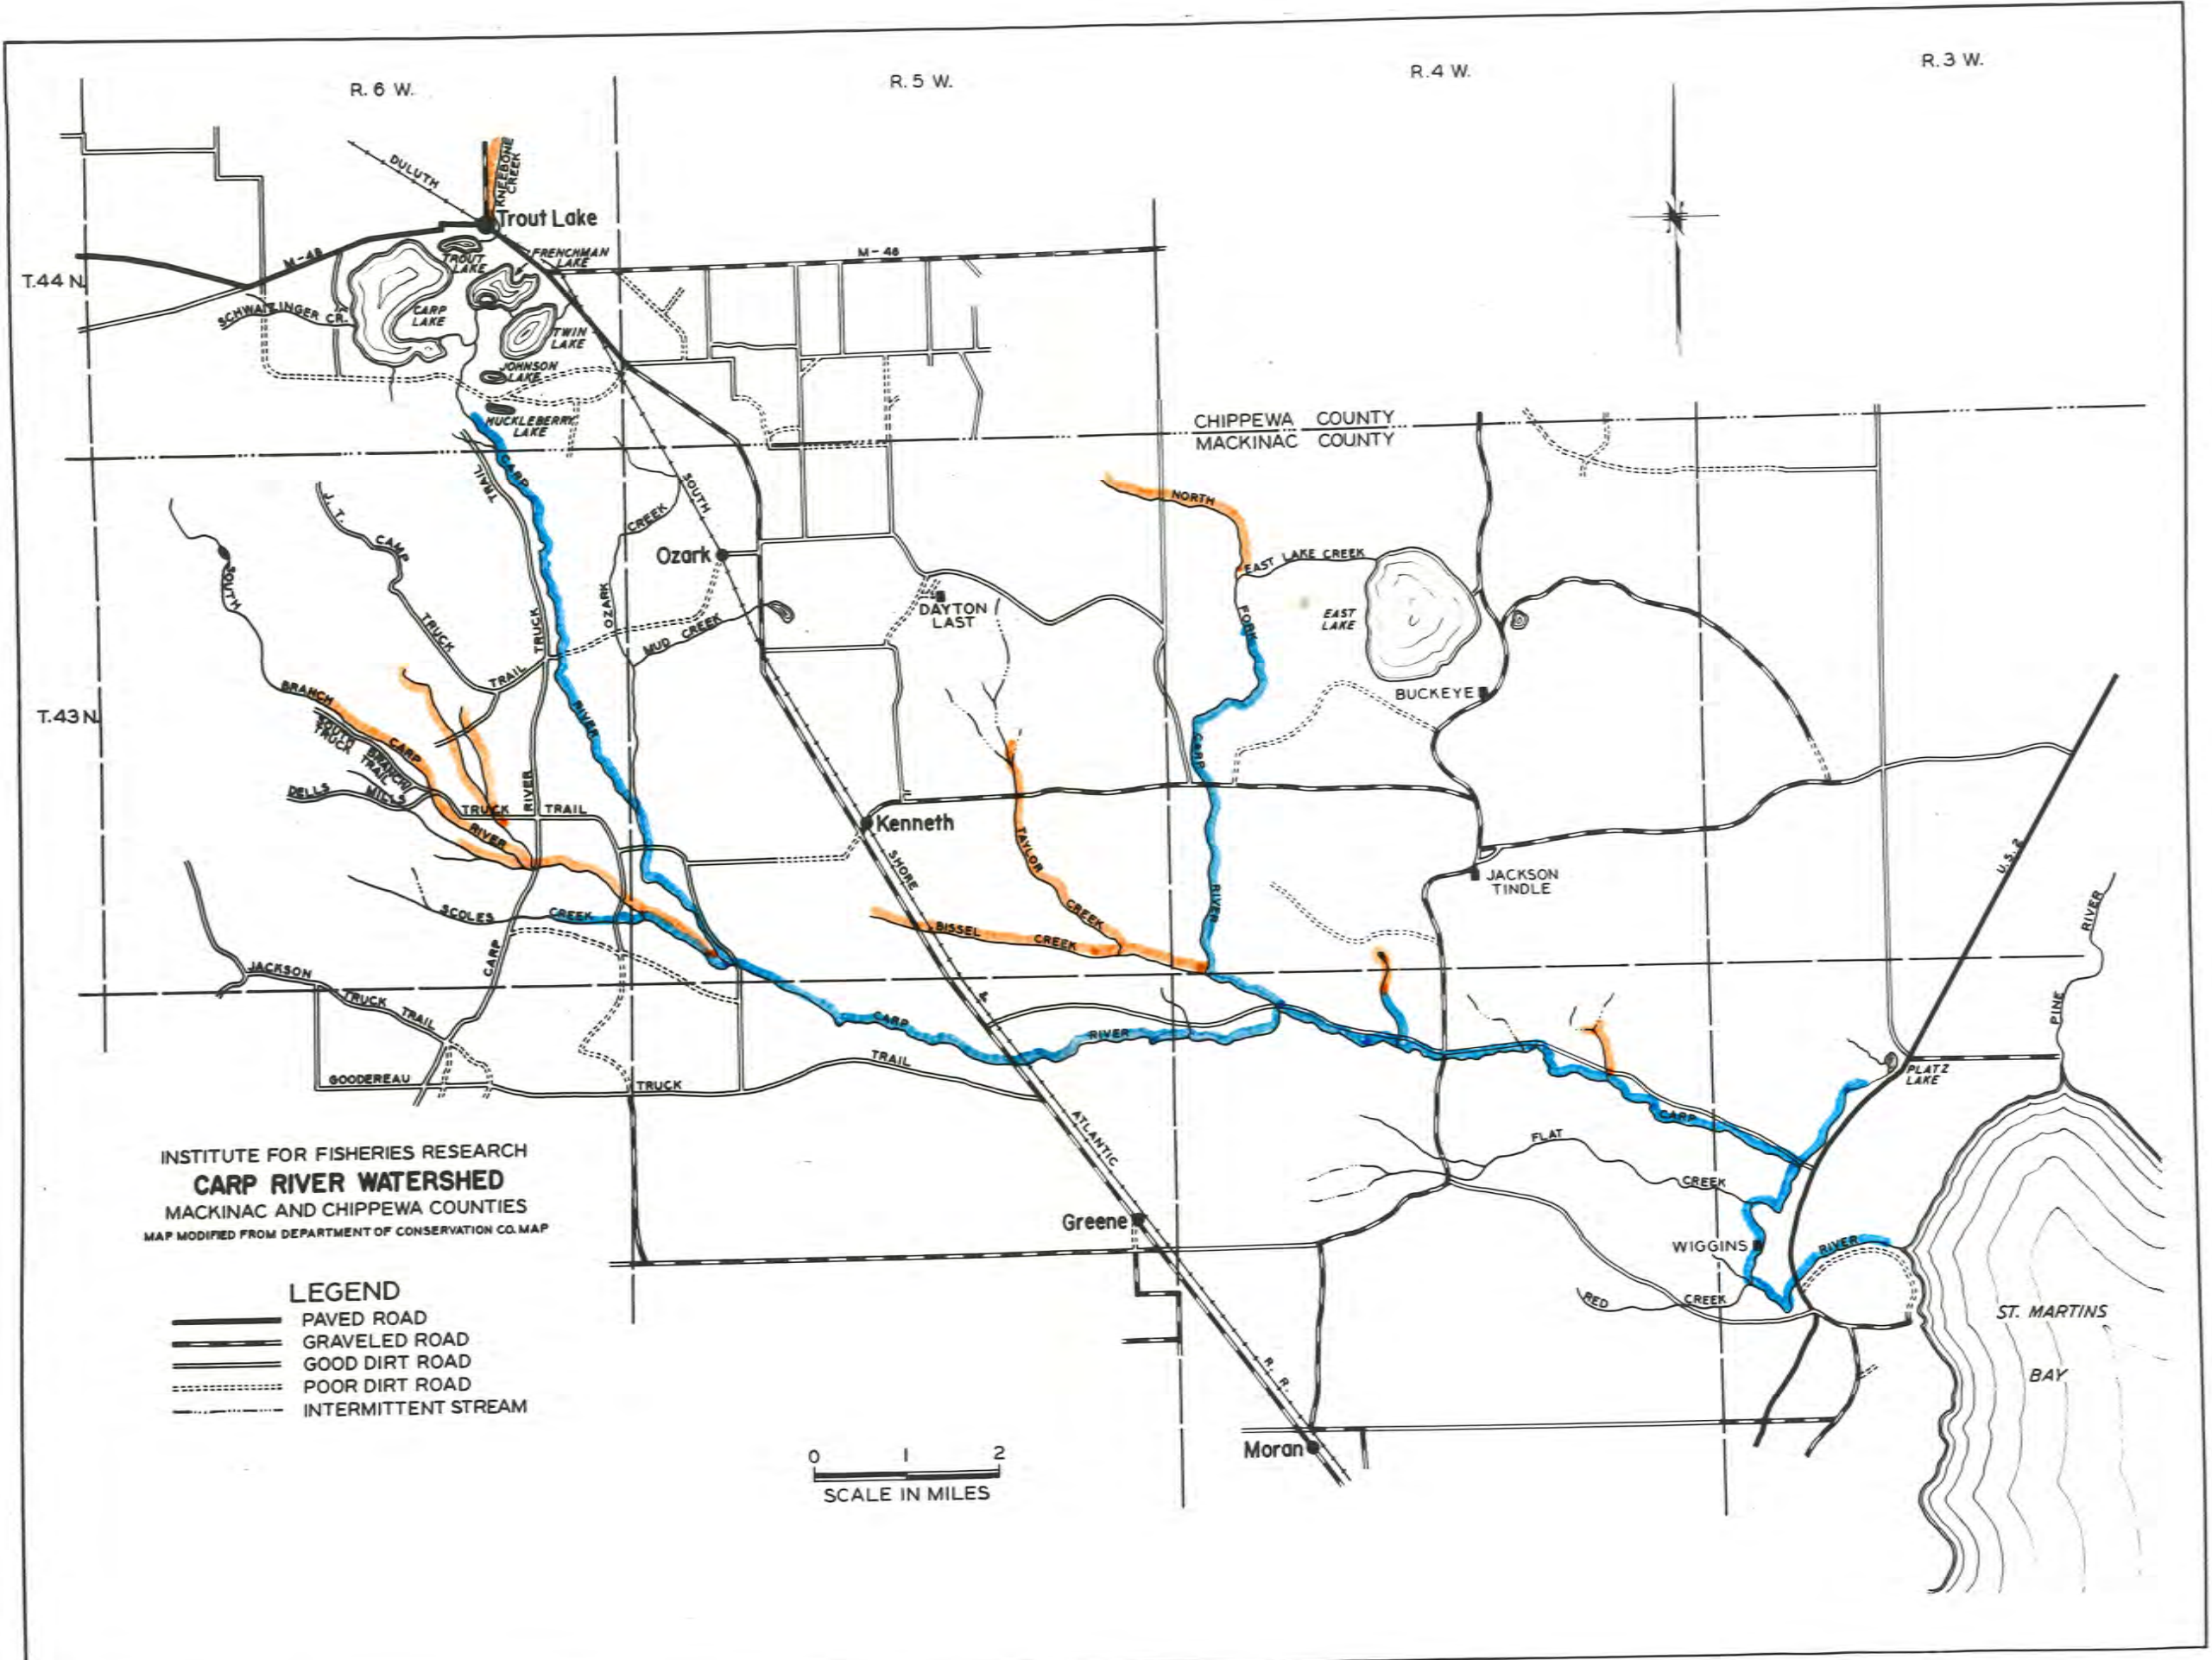 R. 6 W.
R. 5 W.
R. 4 W.
R. 3 W.
DULUTH
KNEEBONE
CREEK
Trout Lake
M-48
TROUT
LAKE
FRENCHMAN
LAKE
M-48
T.44 N.
SCHWATZINGER CR.
CARP
LAKE
TWIN
LAKE
JOHNSON
LAKE
HUCKLEBERRY
LAKE
CHIPPEWA COUNTY
MACKINAC COUNTY
TRAIL
CARP
SOUTH
NORTH
J. T.
CAMP
TRUCK
TRAIL
CREEK
Ozark
OZARK
MUD CREEK
TRUCK
SOUTH
DAYTON
LAST
EAST LAKE CREEK
FORK
EAST
LAKE
BUCKEYE
T.43 N.
BRANCH
CARP
SOUTH BRANCH
TRUCK TRAIL
RIVER
CARP
DELLS
MILLS
TRUCK
TRAIL
RIVER
RIVER
Kenneth
SHORE
TAYLOR
CREEK
RIVER
JACKSON
TINDLE
U.S. 2
RIVER
PINE
SCOLES
CREEK
CARP
BISSEL
CREEK
JACKSON
TRUCK
TRAIL
&
CARP
RIVER
TRAIL
GOODEREAU
TRUCK
ATLANTIC
PLATZ
LAKE
CARP
FLAT
CREEK
INSTITUTE FOR FISHERIES RESEARCH
CARP RIVER WATERSHED
MACKINAC AND CHIPPEWA COUNTIES
MAP MODIFIED FROM DEPARTMENT OF CONSERVATION CO. MAP
Greene
WIGGINS
RIVER
RED
CREEK
ST. MARTINS
BAY
R. R.
Moran
LEGEND
PAVED ROAD
GRAVELED ROAD
GOOD DIRT ROAD
POOR DIRT ROAD
INTERMITTENT STREAM
0 1 2
SCALE IN MILES